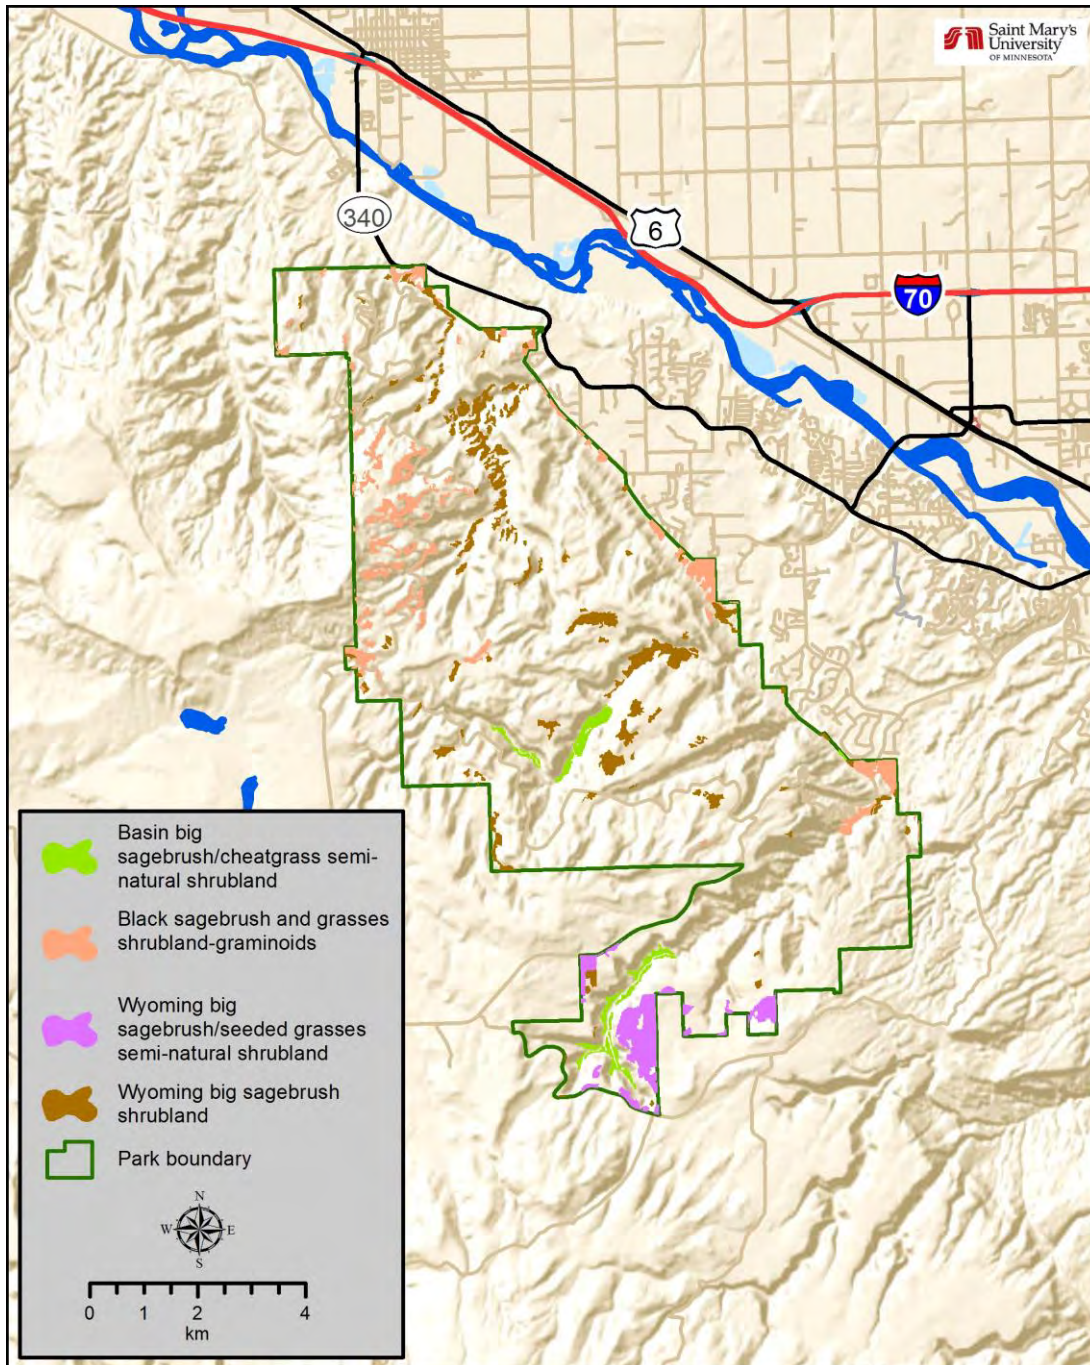 Saint Mary's
University
OF MINNESOTA
340
6
70
Basin big
sagebrush/cheatgrass semi-
natural shrubland
Black sagebrush and grasses
shrubland-graminoids
Wyoming big
sagebrush/seeded grasses
semi-natural shrubland
Wyoming big sagebrush
shrubland
Park boundary
N
W E
S
0 1 2 4
km